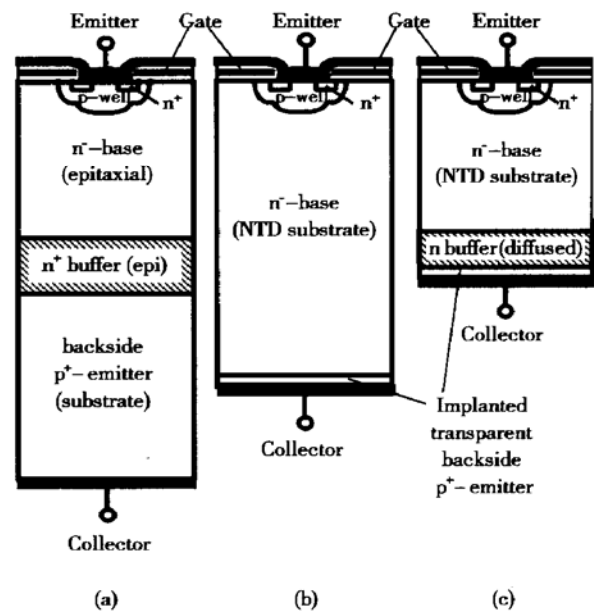 Emitter
Gate
Emitter
Gate
Emitter
p-well
n⁺
p-well
n⁺
p-well
n⁺
n⁻-base
(epitaxial)
n⁺ buffer (epi)
backside
p⁺-emitter
(substrate)
Collector
(a)
n⁻-base
(NTD substrate)
Collector
(b)
n⁻-base
(NTD substrate)
n buffer(diffused)
Collector
Implanted
transparent
backside
p⁺-emitter
(c)